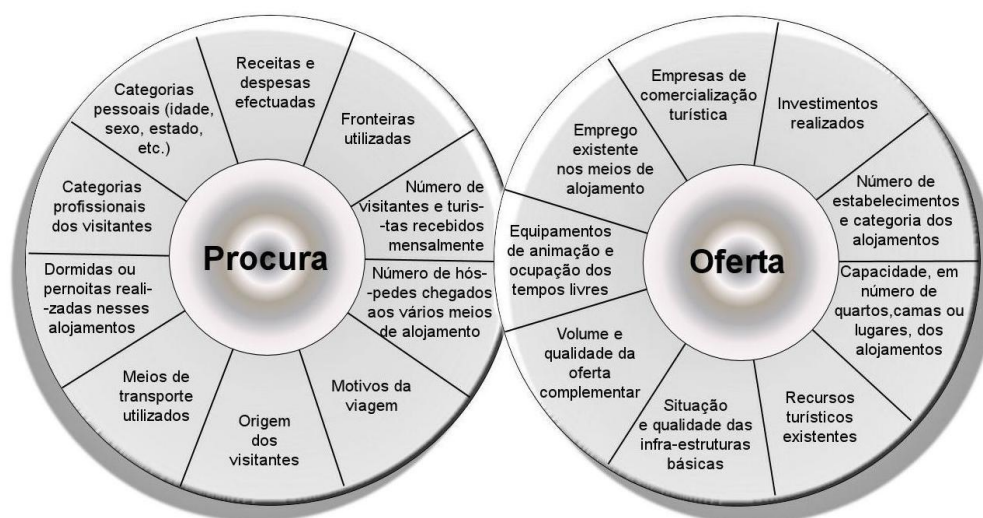 Procura
Receitas e
despesas
efectuadas
Fronteiras
utilizadas
Número de
visitantes e turis-
-tas recebidos
mensalmente
Número de hós-
-pedes chegados
aos vários meios
de alojamento
Motivos da
viagem
Origem
dos
visitantes
Meios de
transporte
utilizados
Dormidas ou
pernoitas reali-
-zadas nesses
alojamentos
Categorias
profissionais
dos visitantes
Categorias
pessoais (idade,
sexo, estado,
etc.)
Oferta
Empresas de
comercialização
turística
Investimentos
realizados
Número de
estabelecimentos
e categoria dos
alojamentos
Capacidade, em
número de
quartos,camas ou
lugares, dos
alojamentos
Recursos
turísticos
existentes
Situação
e qualidade das
infra-estruturas
básicas
Volume e
qualidade da
oferta
complementar
Equipamentos
de animação e
ocupação dos
tempos livres
Emprego
existente
nos meios de
alojamento